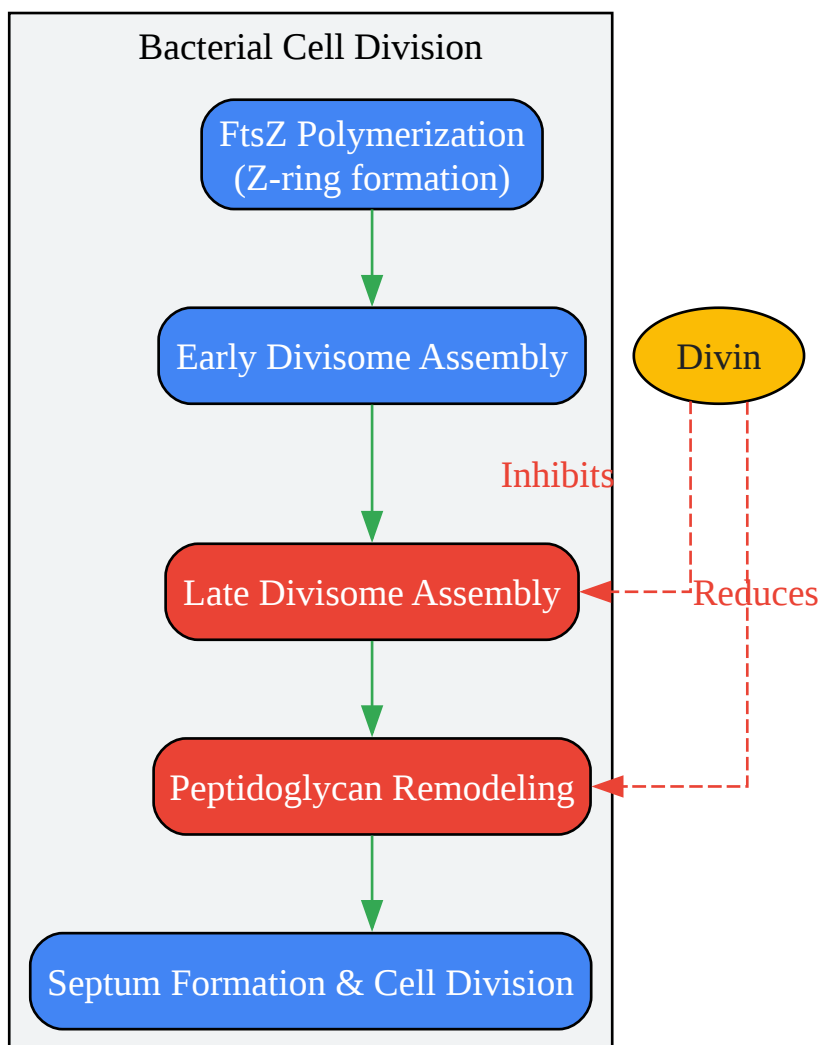 Bacterial Cell Division
FtsZ Polymerization
(Z-ring formation)
Early Divisome Assembly
Divin
Inhibits
Late Divisome Assembly
Reduces
Peptidoglycan Remodeling
Septum Formation & Cell Division